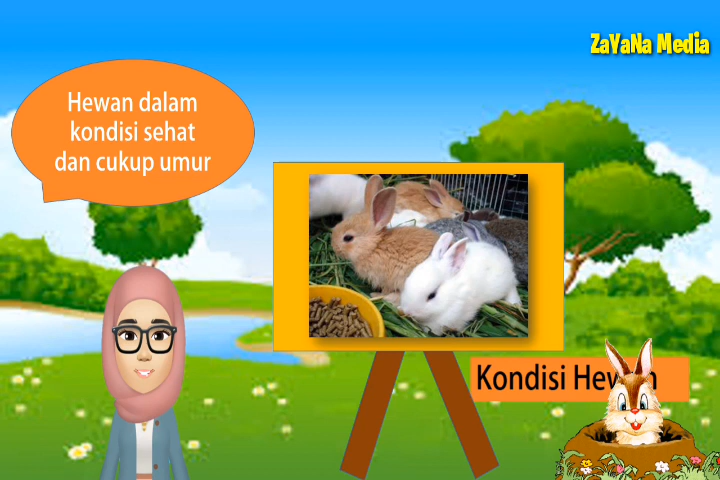 ZaYaNa Media
Hewan dalam
kondisi sehat
dan cukup umur
Kondisi